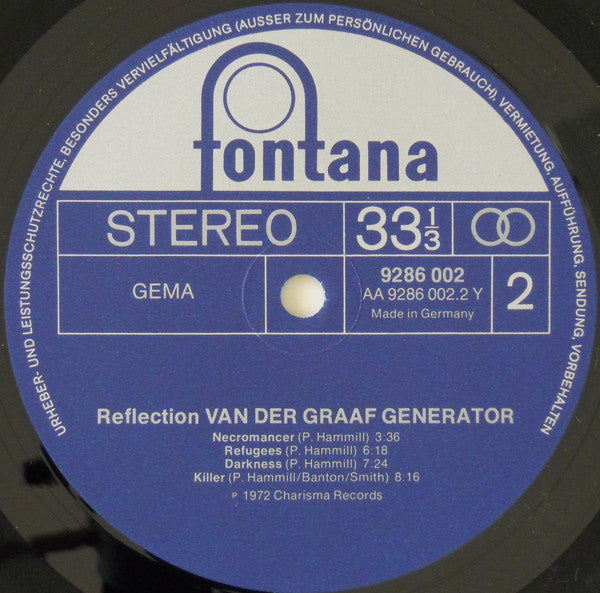 URHEBER- UND LEISTUNGSSCHUTZRECHTE, BESONDERS VERVIELFÄLTIGUNG (AUSSER ZUM PERSÖNLICHEN GEBRAUCH), VERMIETUNG, AUFFÜHRUNG, SENDUNG, VORBEHALTEN
fontana
STEREO 33 1/3
GEMA
9286 002
AA 9286 002.2 Y
Made in Germany
2
Reflection VAN DER GRAAF GENERATOR
Necromancer (P. Hammill) 3:36
Refugees (P. Hammill) 6:18
Darkness (P. Hammill) 7:24
Killer (P. Hammill/Banton/Smith) 8:16
℗ 1972 Charisma Records